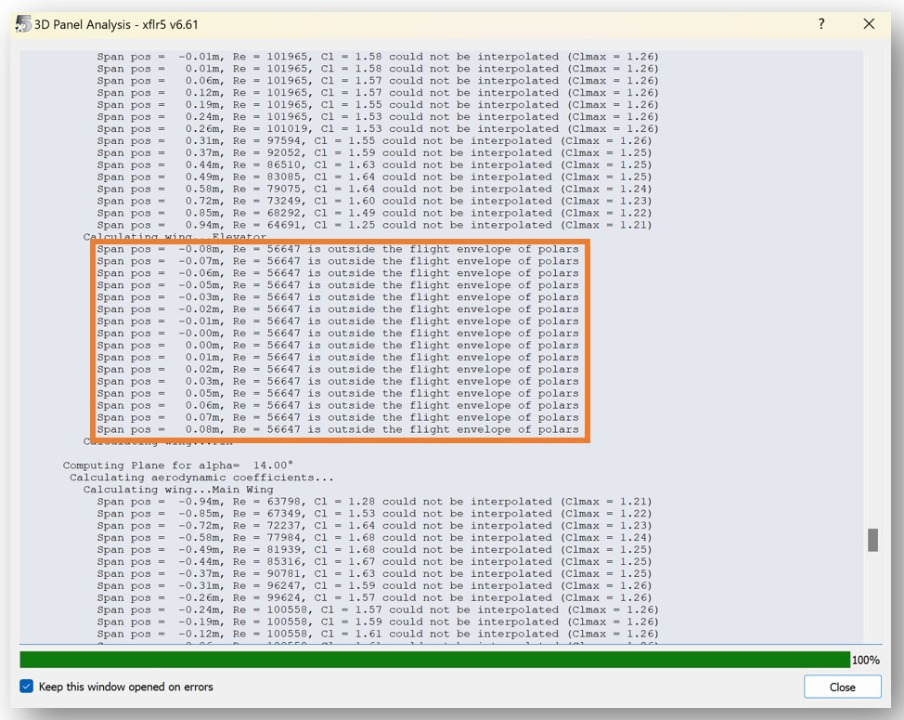 3D Panel Analysis - xflr5 v6.61
?
Span pos = -0.01m, Re = 101965, Cl = 1.58 could not be interpolated (Clmax = 1.26)
Span pos = 0.01m, Re = 101965, Cl = 1.58 could not be interpolated (Clmax = 1.26)
Span pos = 0.06m, Re = 101965, Cl = 1.57 could not be interpolated (Clmax = 1.26)
Span pos = 0.12m, Re = 101965, Cl = 1.57 could not be interpolated (Clmax = 1.26)
Span pos = 0.19m, Re = 101965, Cl = 1.55 could not be interpolated (Clmax = 1.26)
Span pos = 0.24m, Re = 101965, Cl = 1.53 could not be interpolated (Clmax = 1.26)
Span pos = 0.26m, Re = 101019, Cl = 1.53 could not be interpolated (Clmax = 1.26)
Span pos = 0.31m, Re = 97594, Cl = 1.55 could not be interpolated (Clmax = 1.26)
Span pos = 0.37m, Re = 92052, Cl = 1.59 could not be interpolated (Clmax = 1.25)
Span pos = 0.44m, Re = 86510, Cl = 1.63 could not be interpolated (Clmax = 1.25)
Span pos = 0.49m, Re = 83085, Cl = 1.64 could not be interpolated (Clmax = 1.25)
Span pos = 0.58m, Re = 79075, Cl = 1.64 could not be interpolated (Clmax = 1.24)
Span pos = 0.72m, Re = 73249, Cl = 1.60 could not be interpolated (Clmax = 1.23)
Span pos = 0.85m, Re = 68292, Cl = 1.49 could not be interpolated (Clmax = 1.22)
Span pos = 0.94m, Re = 64691, Cl = 1.25 could not be interpolated (Clmax = 1.21)
Calculating wing...Elevator
Span pos = -0.08m, Re = 56647 is outside the flight envelope of polars
Span pos = -0.07m, Re = 56647 is outside the flight envelope of polars
Span pos = -0.06m, Re = 56647 is outside the flight envelope of polars
Span pos = -0.05m, Re = 56647 is outside the flight envelope of polars
Span pos = -0.03m, Re = 56647 is outside the flight envelope of polars
Span pos = -0.02m, Re = 56647 is outside the flight envelope of polars
Span pos = -0.01m, Re = 56647 is outside the flight envelope of polars
Span pos = -0.00m, Re = 56647 is outside the flight envelope of polars
Span pos = 0.00m, Re = 56647 is outside the flight envelope of polars
Span pos = 0.01m, Re = 56647 is outside the flight envelope of polars
Span pos = 0.02m, Re = 56647 is outside the flight envelope of polars
Span pos = 0.03m, Re = 56647 is outside the flight envelope of polars
Span pos = 0.05m, Re = 56647 is outside the flight envelope of polars
Span pos = 0.06m, Re = 56647 is outside the flight envelope of polars
Span pos = 0.07m, Re = 56647 is outside the flight envelope of polars
Span pos = 0.08m, Re = 56647 is outside the flight envelope of polars
Calculating wing...Fin
Computing Plane for alpha= 14.00°
Calculating aerodynamic coefficients...
Calculating wing...Main Wing
Span pos = -0.94m, Re = 63798, Cl = 1.28 could not be interpolated (Clmax = 1.21)
Span pos = -0.85m, Re = 67349, Cl = 1.53 could not be interpolated (Clmax = 1.22)
Span pos = -0.72m, Re = 72237, Cl = 1.64 could not be interpolated (Clmax = 1.23)
Span pos = -0.58m, Re = 77984, Cl = 1.68 could not be interpolated (Clmax = 1.24)
Span pos = -0.49m, Re = 81939, Cl = 1.68 could not be interpolated (Clmax = 1.25)
Span pos = -0.44m, Re = 85316, Cl = 1.67 could not be interpolated (Clmax = 1.25)
Span pos = -0.37m, Re = 90781, Cl = 1.63 could not be interpolated (Clmax = 1.25)
Span pos = -0.31m, Re = 96247, Cl = 1.59 could not be interpolated (Clmax = 1.26)
Span pos = -0.26m, Re = 99624, Cl = 1.57 could not be interpolated (Clmax = 1.26)
Span pos = -0.24m, Re = 100558, Cl = 1.57 could not be interpolated (Clmax = 1.26)
Span pos = -0.19m, Re = 100558, Cl = 1.59 could not be interpolated (Clmax = 1.26)
Span pos = -0.12m, Re = 100558, Cl = 1.61 could not be interpolated (Clmax = 1.26)
100%
Keep this window opened on errors
Close